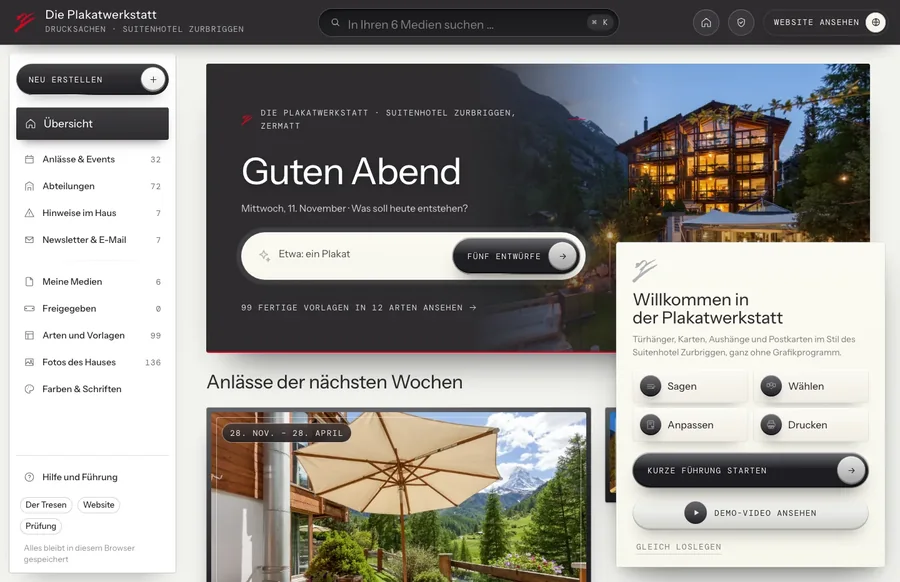 Die Plakatwerkstatt
DRUCKSACHEN · SUITENHOTEL ZURBRIGGEN
In Ihren 6 Medien suchen ...
⌘ K
WEBSITE ANSEHEN
NEU ERSTELLEN
Übersicht
Anlässe & Events 32
Abteilungen 72
Hinweise im Haus 7
Newsletter & E-Mail 7
Meine Medien 6
Freigegeben 0
Arten und Vorlagen 99
Fotos des Hauses 136
Farben & Schriften
Hilfe und Führung
Der Tresen
Website
Prüfung
Alles bleibt in diesem Browser
gespeichert
DIE PLAKATWERKSTATT · SUITENHOTEL ZURBRIGGEN,
ZERMATT
Guten Abend
Mittwoch, 11. November · Was soll heute entstehen?
Etwa: ein Plakat
FÜNF ENTWÜRFE
99 FERTIGE VORLAGEN IN 12 ARTEN ANSEHEN →
Anlässe der nächsten Wochen
28. NOV. – 28. APRIL
Willkommen in
der Plakatwerkstatt
Türhänger, Karten, Aushänge und Postkarten im Stil des
Suitenhotel Zurbriggen, ganz ohne Grafikprogramm.
Sagen
Wählen
Anpassen
Drucken
KURZE FÜHRUNG STARTEN
DEMO-VIDEO ANSEHEN
GLEICH LOSLEGEN